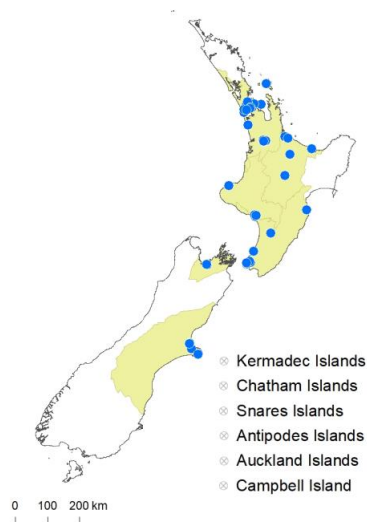 Kermadec Islands
Chatham Islands
Snares Islands
Antipodes Islands
Auckland Islands
Campbell Island
0 100 200 km